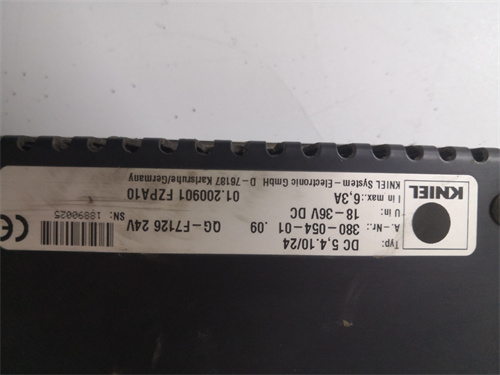 Typ: DC 5,4.10/24
A.-Nr.: 380-054-01 .09
U in: 18-36V DC
I in max.: 6,3A
KNIEL System-Electronic GmbH D-76187 Karlsruhe/Germany
KNIEL
QG-F7126 24V
01.200901 FZPA10
SN: 18890025
CE